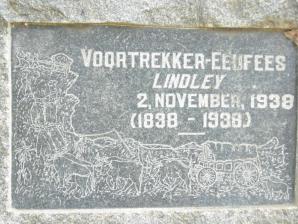 VOORTREKKER-EEUFEES
LINDLEY
2, NOVEMBER, 1938
(1838 - 1938)